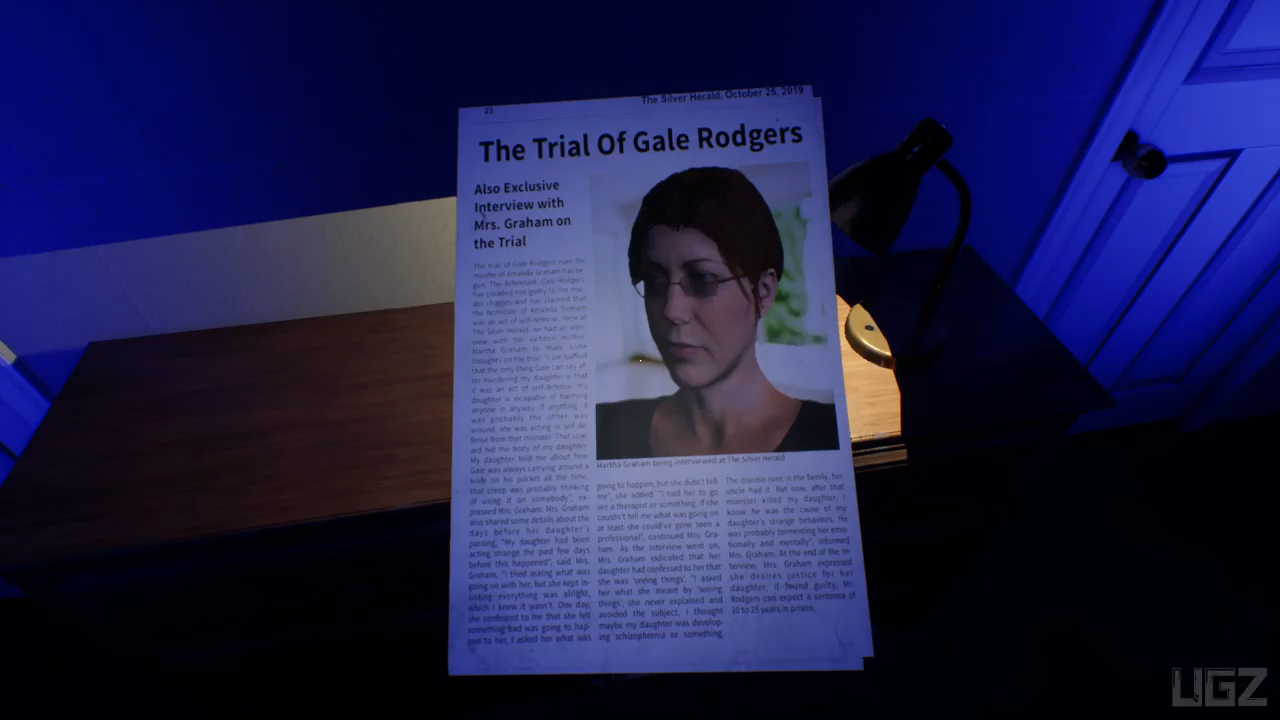 23
The Silver Herald, October 25, 2019
The Trial Of Gale Rodgers
Also Exclusive
Interview with
Mrs. Graham on
the Trial
The trial of Gale Rodgers over the
murder of Amanda Graham has be-
gun. The defendant, Gale Rodgers
has pleaded not guilty to the mur-
der charges and has claimed that
the homicide of Amanda Graham
was an act of self-defense. Here at
The Silver Herald, we had an inter-
view with the victim's mother,
Martha Graham to share some
thoughts on the trial. "I am baffled
that the only thing Gale can say af-
ter murdering my daughter is that
it was an act of self-defense, my
daughter is incapable of harming
anyone in anyway. If anything, it
was probably the other way
around, she was acting in self-de-
fense from that monster. That cow-
ard hid the body of my daughter.
My daughter told me about how
Gale was always carrying around a
knife on his pocket all the time,
that creep was probably thinking
of using it on somebody", ex-
pressed Mrs. Graham. Mrs. Graham
also shared some details about the
days before her daughter's
passing, "My daughter had been
acting strange the past few days
before this happened", said Mrs.
Graham, "I tried asking what was
going on with her, but she kept in-
sisting everything was alright,
which I knew it wasn't. One day,
she confessed to me that she felt
something bad was going to hap-
pen to her, I asked her what was
Martha Graham being interviewed at The Silver Herald
going to happen, but she didn't tell
me", she added. "I told her to go
see a therapist or something, if she
couldn't tell me what was going on
at least she could've gone seen a
professional", continued Mrs. Gra-
ham. As the interview went on,
Mrs. Graham indicated that her
daughter had confessed to her that
she was 'seeing things'. "I asked
her what she meant by 'seeing
things', she never explained and
avoided the subject, I thought
maybe my daughter was develop-
ing schizophrenia or something.
The disease runs in the family, her
uncle had it. But now, after that
monster killed my daughter, I
know he was the cause of my
daughter's strange behaviors. He
was probably tormenting her emo-
tionally and mentally", informed
Mrs. Graham. At the end of the in-
terview, Mrs. Graham expressed
she desires justice for her
daughter, if found guilty, Mr.
Rodgers can expect a sentence of
10 to 25 years in prison.
UGZ